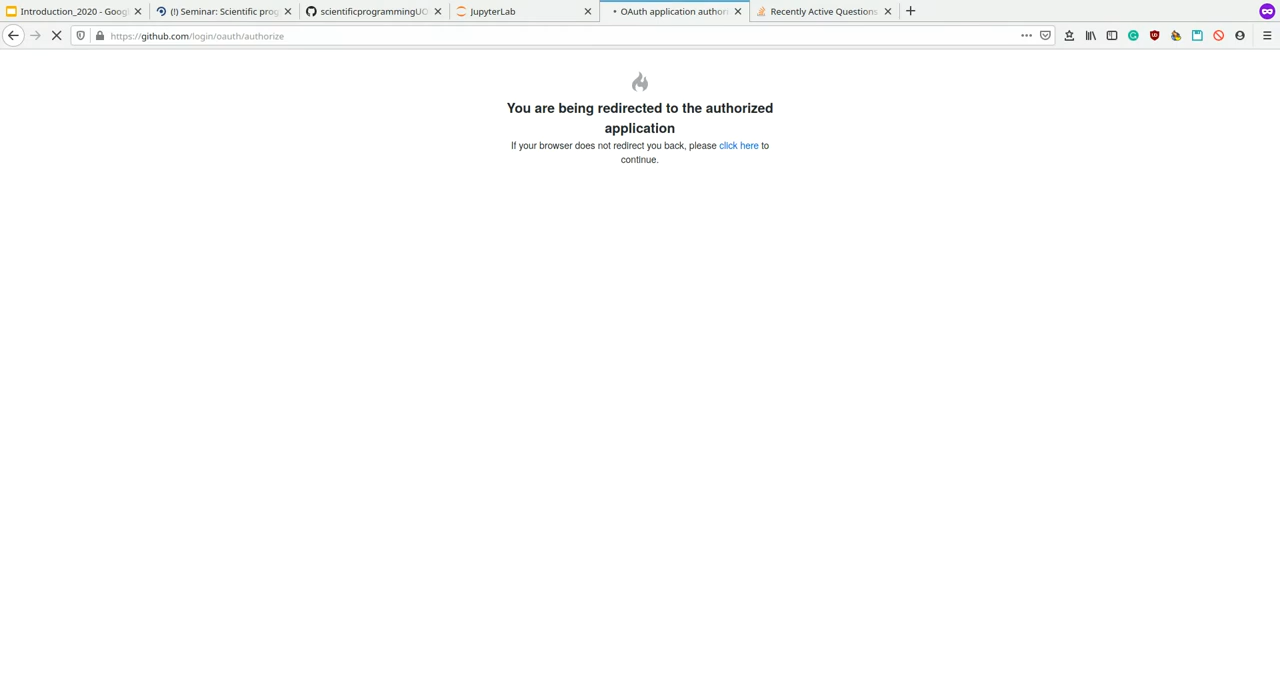 Introduction_2020 - Goog
(!) Seminar: Scientific prog
scientificprogrammingUO
JupyterLab
OAuth application author
Recently Active Questions
https://github.com/login/oauth/authorize
You are being redirected to the authorized
application
If your browser does not redirect you back, please click here to
continue.